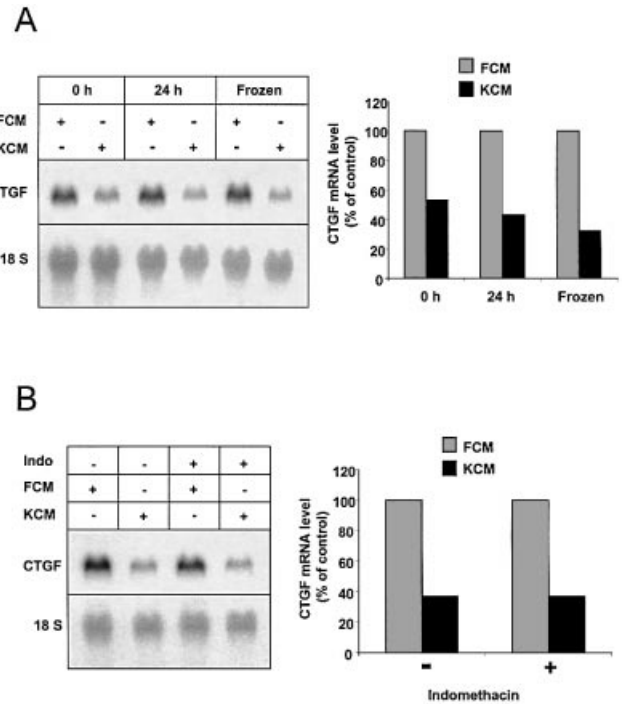 A
0 h 24 h Frozen
FCM + - + - + -
KCM - + - + - +
TGF
18 S
FCM
KCM
CTGF mRNA level
(% of control)
120
100
80
60
40
20
0
0 h 24 h Frozen
B
Indo - - + +
FCM + - + -
KCM - + - +
CTGF
18 S
FCM
KCM
CTGF mRNA level
(% of control)
120
100
80
60
40
20
0
- +
Indomethacin